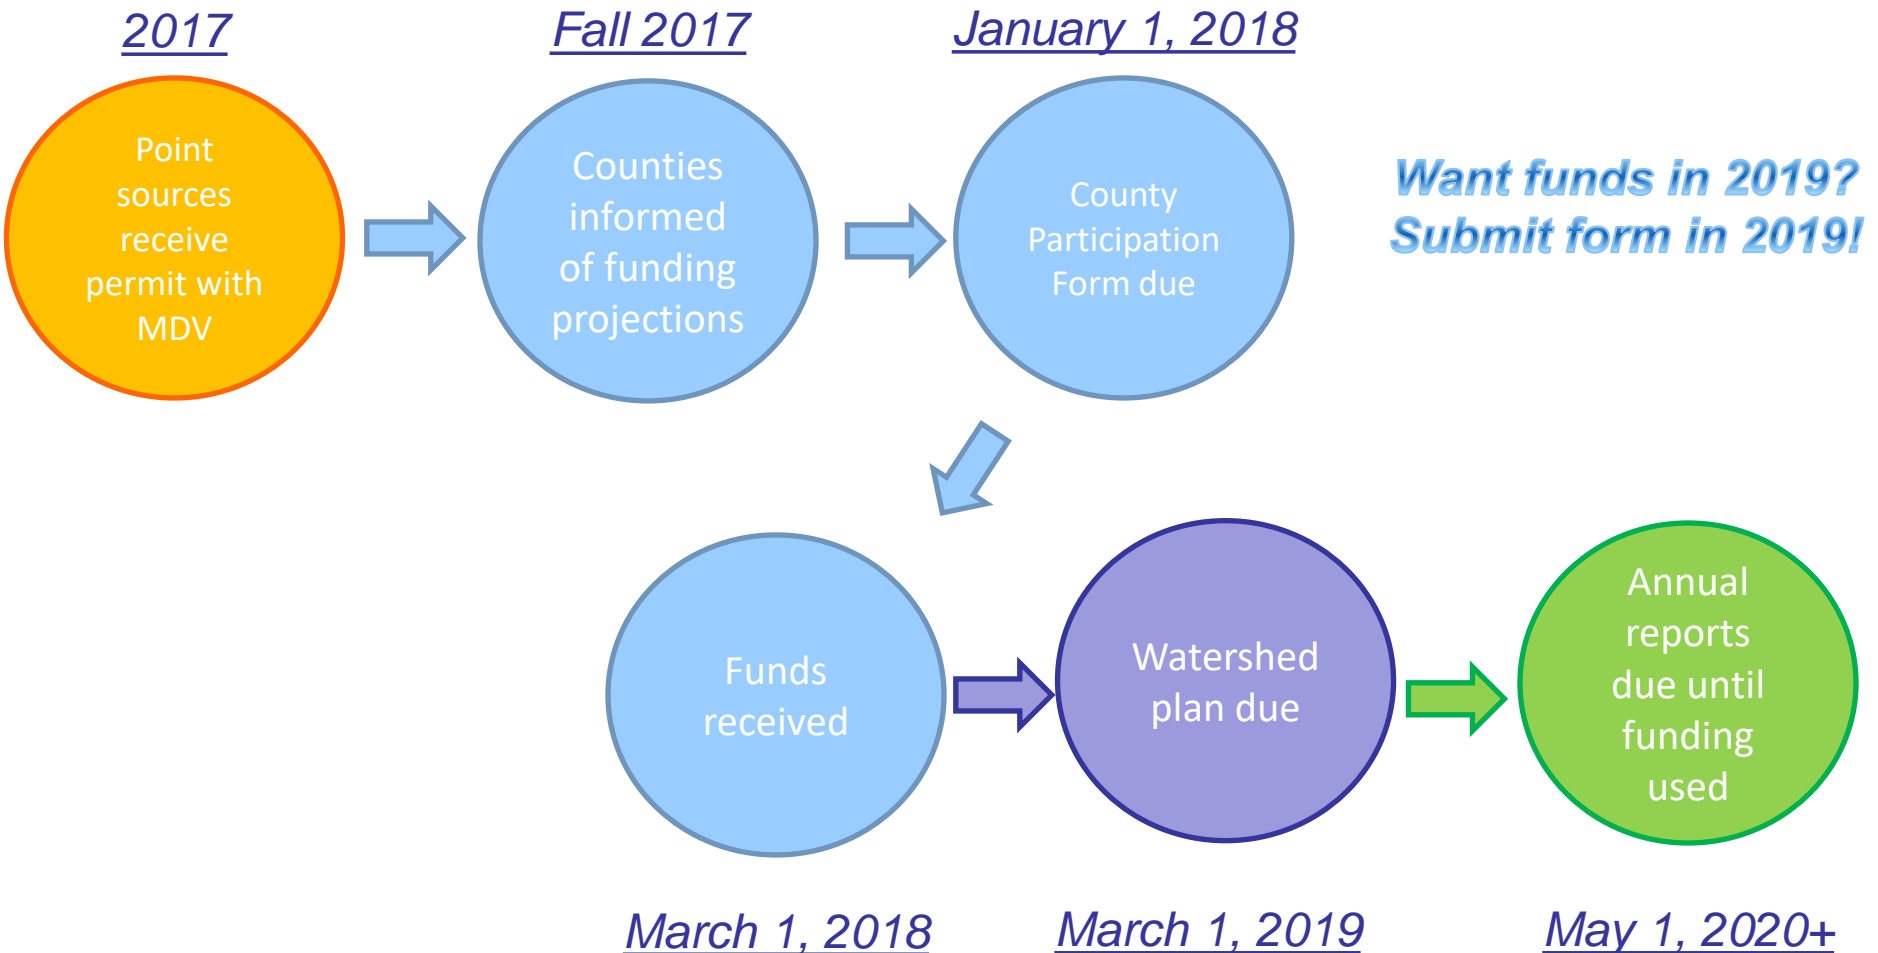 2017
Point
sources
receive
permit with
MDV
Fall 2017
Counties
informed
of funding
projections
January 1, 2018
County
Participation
Form due
Want funds in 2019?
Submit form in 2019!
Funds
received
March 1, 2018
Watershed
plan due
March 1, 2019
Annual
reports
due until
funding
used
May 1, 2020+